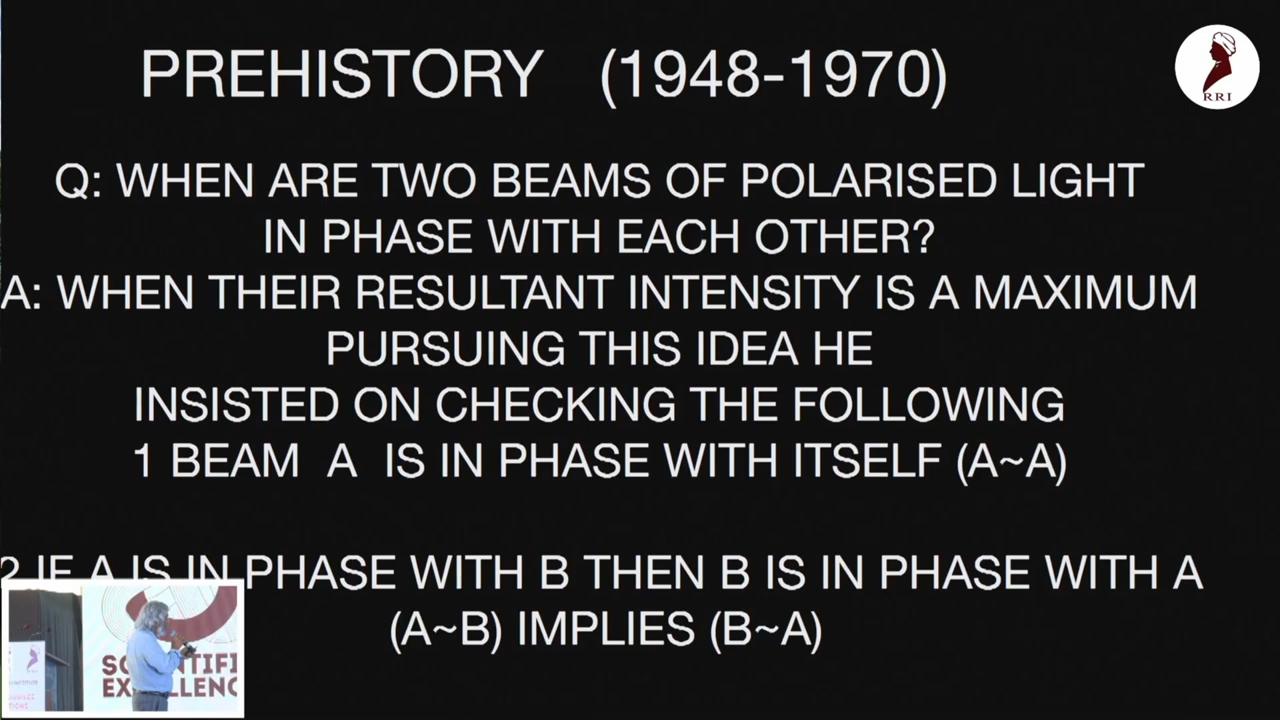 PREHISTORY (1948-1970)
RRI
Q: WHEN ARE TWO BEAMS OF POLARISED LIGHT
IN PHASE WITH EACH OTHER?
A: WHEN THEIR RESULTANT INTENSITY IS A MAXIMUM
PURSUING THIS IDEA HE
INSISTED ON CHECKING THE FOLLOWING
1 BEAM A IS IN PHASE WITH ITSELF (A~A)
2 IF A IS IN PHASE WITH B THEN B IS IN PHASE WITH A
(A~B) IMPLIES (B~A)